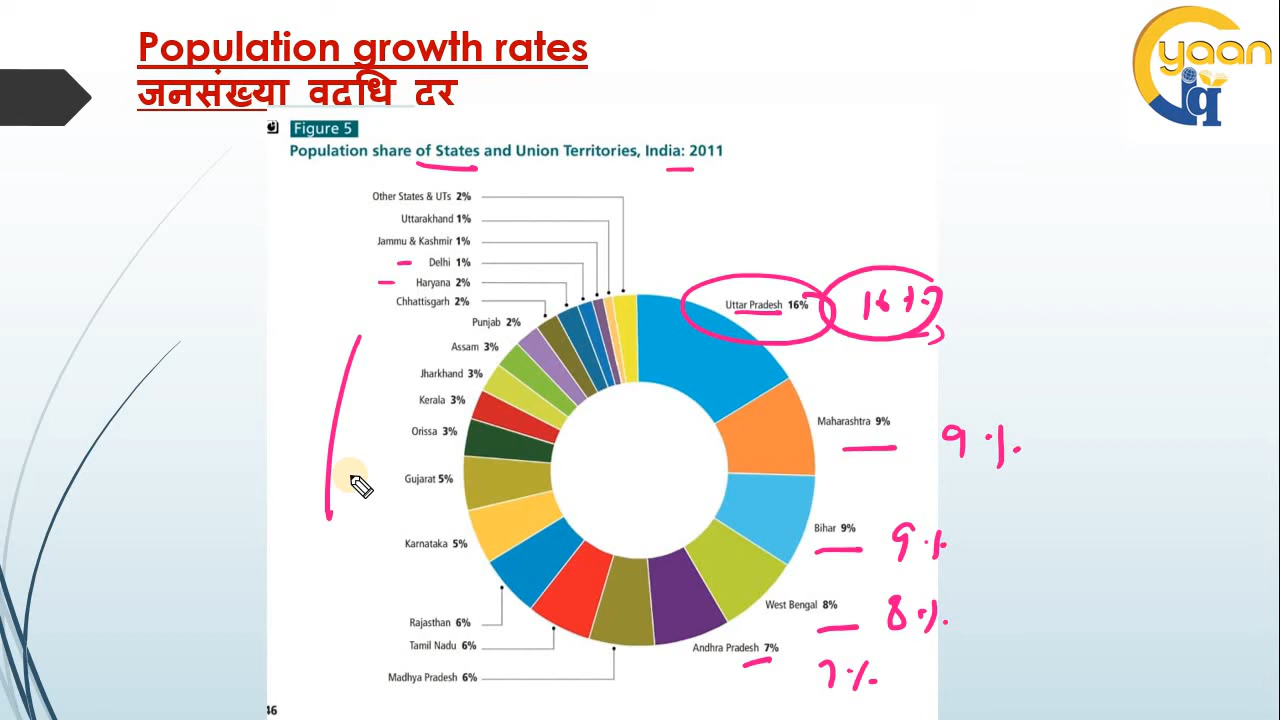 Population growth rates
जनसंख्या वृद्धि दर
yaan
iq
Figure 5
Population share of States and Union Territories, India: 2011
Other States & UTs 2%
Uttarakhand 1%
Jammu & Kashmir 1%
Delhi 1%
Haryana 2%
Chhattisgarh 2%
Punjab 2%
Assam 3%
Jharkhand 3%
Kerala 3%
Orissa 3%
Gujarat 5%
Karnataka 5%
Rajasthan 6%
Tamil Nadu 6%
Madhya Pradesh 6%
Uttar Pradesh 16%
16%
Maharashtra 9%
9%
Bihar 9%
9%
West Bengal 8%
8%
Andhra Pradesh 7%
7%
46